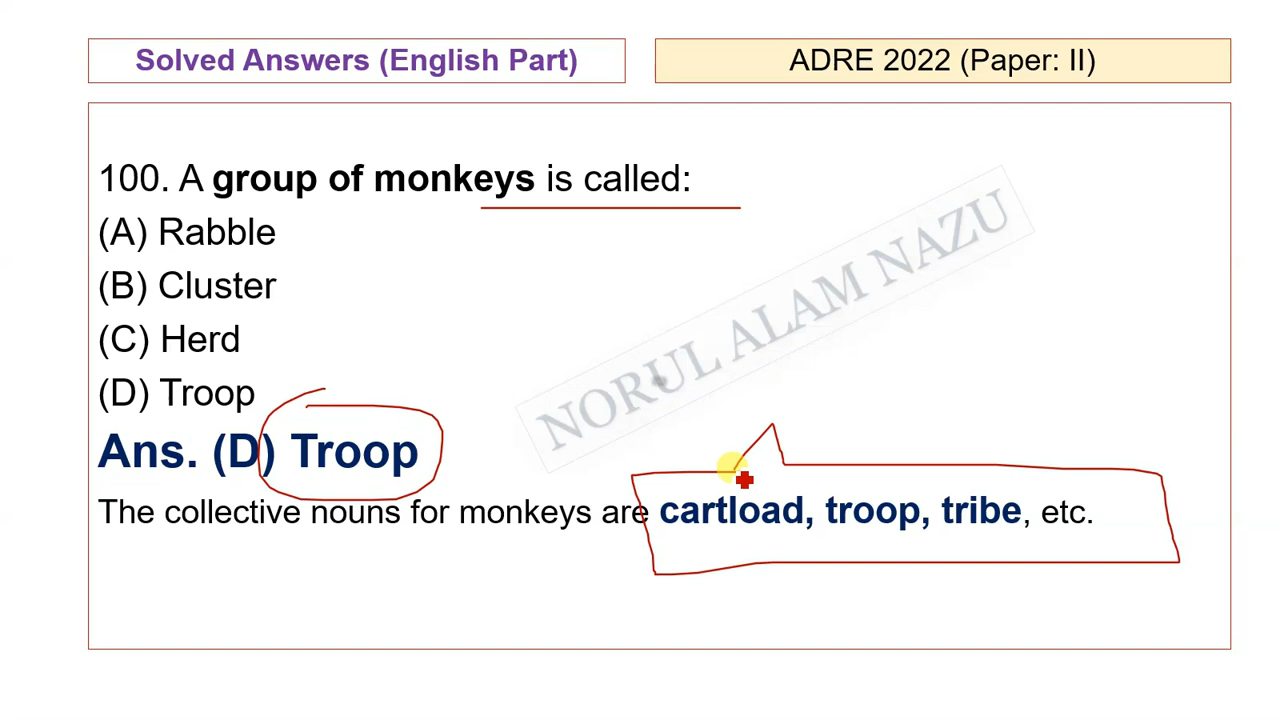 Solved Answers (English Part)
ADRE 2022 (Paper: II)
100. A group of monkeys is called:
(A) Rabble
(B) Cluster
(C) Herd
(D) Troop
Ans. (D) Troop
The collective nouns for monkeys are cartload, troop, tribe, etc.
NORUL ALAM NAZU